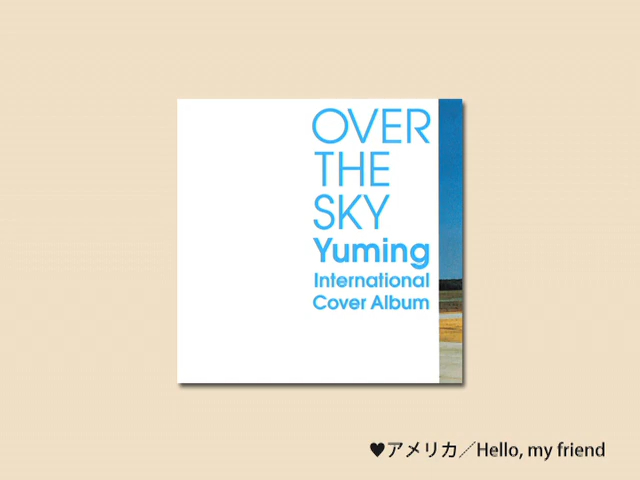 OVER
THE
SKY
Yuming
International
Cover Album
♥アメリカ／Hello, my friend